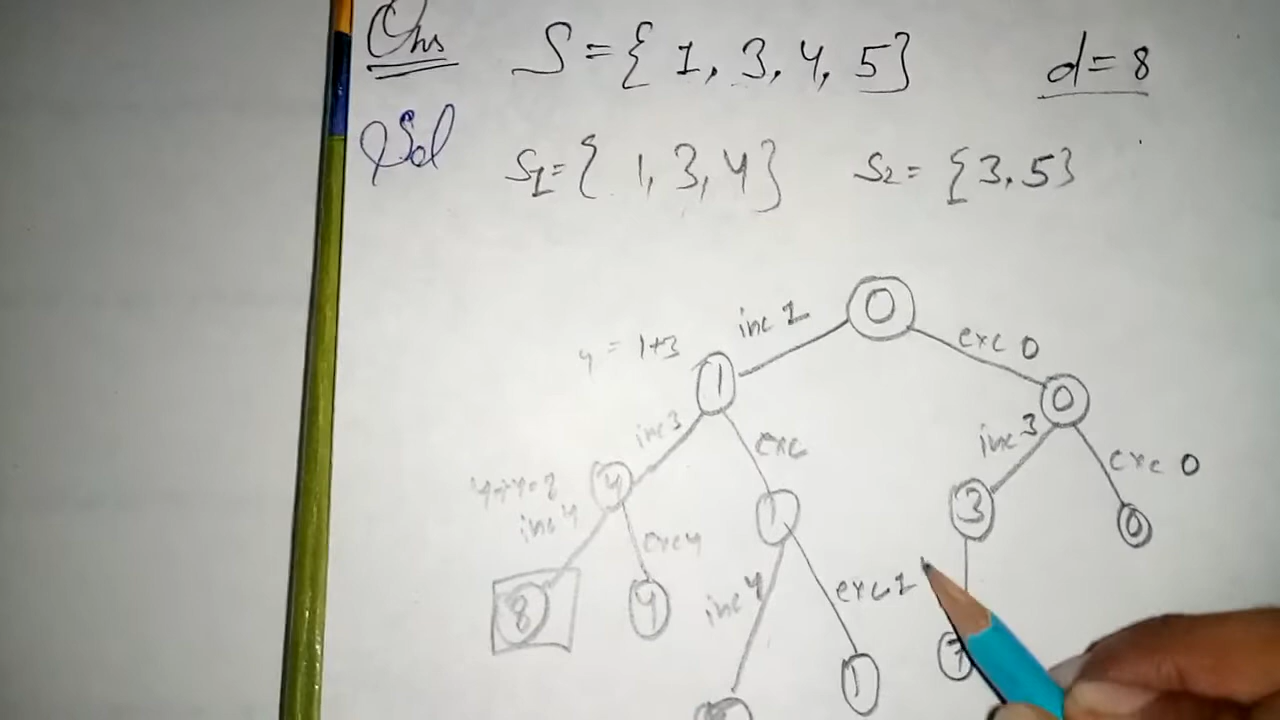 Ons S = { 1, 3, 4, 5 } d = 8
Sol S1 = { 1, 3, 4 } S2 = { 3, 5 }
0
inc 1 exc 0
4 = 1+3
1 0
inc 3 exc inc 3 exc 0
4 1 3 0
4+4=8
inc 4 exc 4 inc 4 exc 1
8 4 1 7